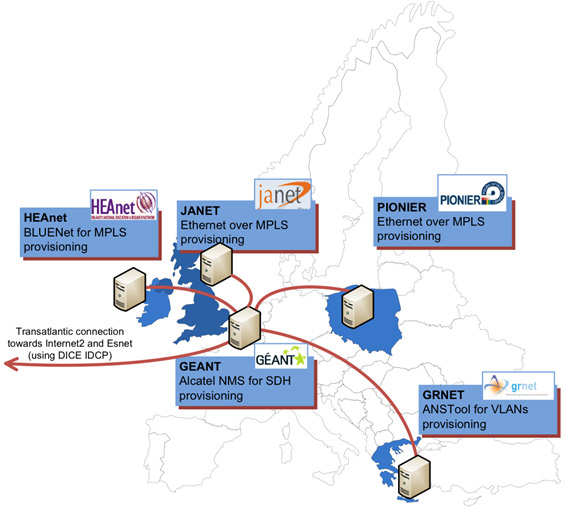 HEAnet
HEAnet
BLUENet for MPLS
provisioning
janet
JANET
Ethernet over MPLS
provisioning
PIONIER
PIONIER
Ethernet over MPLS
provisioning
Transatlantic connection
towards Internet2 and Esnet
(using DICE IDCP)
GÉANT
GEANT
Alcatel NMS for SDH
provisioning
grnet
GRNET
ANSTool for VLANs
provisioning